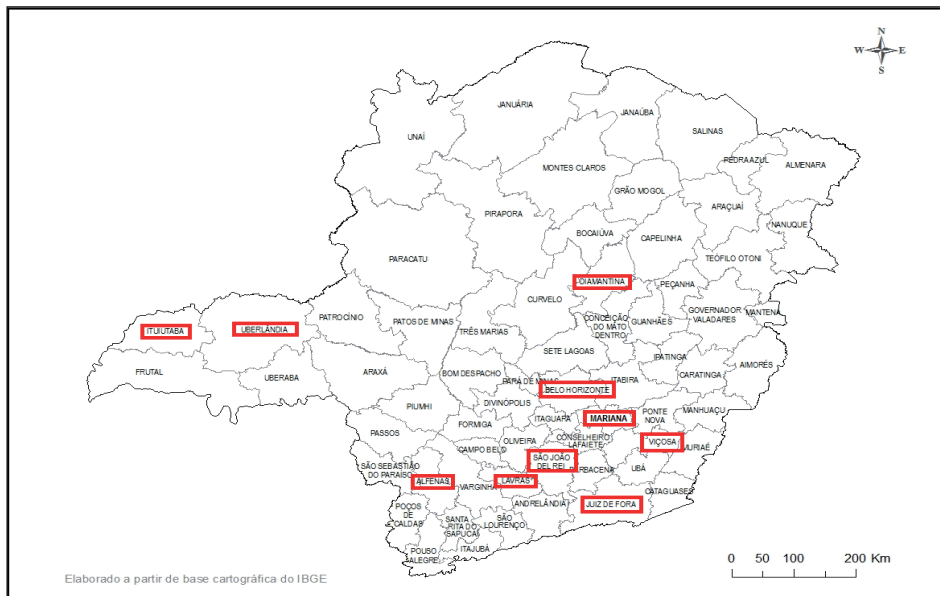 N
W E
S
JANUÁRIA
JANAÚBA
SALINAS
UNAÍ
PEDRA AZUL
ALMENARA
MONTES CLAROS
GRÃO MOGOL
ARAÇUAÍ
PIRAPORA
NANUQUE
BOCAIÚVA
CAPELINHA
PARACATU
TEÓFILO OTONI
DIAMANTINA
PEÇANHA
CURVELO
GOVERNADOR
VALADARES
MANTENA
PATROCÍNIO
PATOS DE MINAS
TRÊS MARIAS
CONCEIÇÃO
DO MATO
DENTRO
GUANHÃES
ITUIUTABA
UBERLÂNDIA
SETE LAGOAS
IPATINGA
AIMORÉS
FRUTAL
UBERABA
ARAXÁ
BOM DESPACHO
PARÁ DE MINAS
ITABIRA
CARATINGA
BELO HORIZONTE
DIVINÓPOLIS
PIUMHI
MANHUAÇU
FORMIGA
ITAGUARA
MARIANA
PONTE
NOVA
PASSOS
OLIVEIRA
CONSELHEIRO
LAFAIETE
VIÇOSA
MURIAÉ
CAMPO BELO
SÃO JOÃO
DEL REI
BARBACENA
UBÁ
SÃO SEBASTIÃO
DO PARAÍSO
ALFENAS
VARGINHA
LAVRAS
CATAGUASES
ANDRELÂNDIA
JUIZ DE FORA
POÇOS
DE
CALDAS
SANTA
RITA DO
SAPUCAÍ
SÃO
LOURENÇO
POUSO
ALEGRE
ITAJUBÁ
0 50 100 200 Km
Elaborado a partir de base cartográfica do IBGE